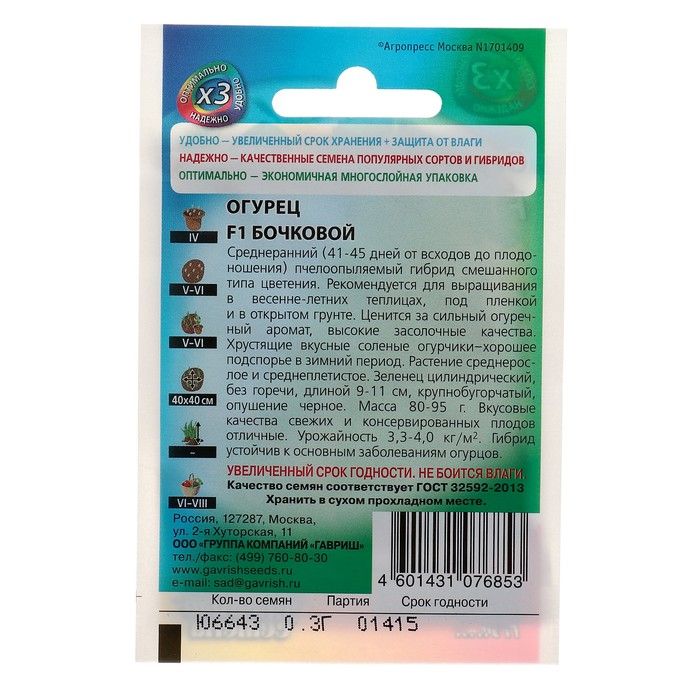 ©Агропресс Москва N1701409
ОПТИМАЛЬНО
УДОБНО
НАДЕЖНО
х3
УДОБНО – УВЕЛИЧЕННЫЙ СРОК ХРАНЕНИЯ + ЗАЩИТА ОТ ВЛАГИ
НАДЕЖНО – КАЧЕСТВЕННЫЕ СЕМЕНА ПОПУЛЯРНЫХ СОРТОВ И ГИБРИДОВ
ОПТИМАЛЬНО – ЭКОНОМИЧНАЯ МНОГОСЛОЙНАЯ УПАКОВКА
ОГУРЕЦ
F1 БОЧКОВОЙ
IV
V–VI
V–VI
40х40 см
–
VI–VIII
Среднеранний (41-45 дней от всходов до плодо-
ношения) пчелоопыляемый гибрид смешанного
типа цветения. Рекомендуется для выращивания
в весенне-летних теплицах, под пленкой
и в открытом грунте. Ценится за сильный огуреч-
ный аромат, высокие засолочные качества.
Хрустящие вкусные соленые огурчики–хорошее
подспорье в зимний период. Растение среднерос-
лое и среднеплетистое. Зеленец цилиндрический,
без горечи, длиной 9-11 см, крупнобугорчатый,
опушение черное. Масса 80-95 г. Вкусовые
качества свежих и консервированных плодов
отличные. Урожайность 3,3-4,0 кг/м². Гибрид
устойчив к основным заболеваниям огурцов.
УВЕЛИЧЕННЫЙ СРОК ГОДНОСТИ. НЕ БОИТСЯ ВЛАГИ.
Качество семян соответствует ГОСТ 32592-2013
Хранить в сухом прохладном месте.
Россия, 127287, Москва,
ул. 2-я Хуторская, 11
ООО «ГРУППА КОМПАНИЙ «ГАВРИШ»
тел./факс: (499) 760-80-30
www.gavrishseeds.ru
e-mail: sad@gavrish.ru
4 601431 076853
Кол-во семян Партия Срок годности
Ю6643 0.3Г 01415